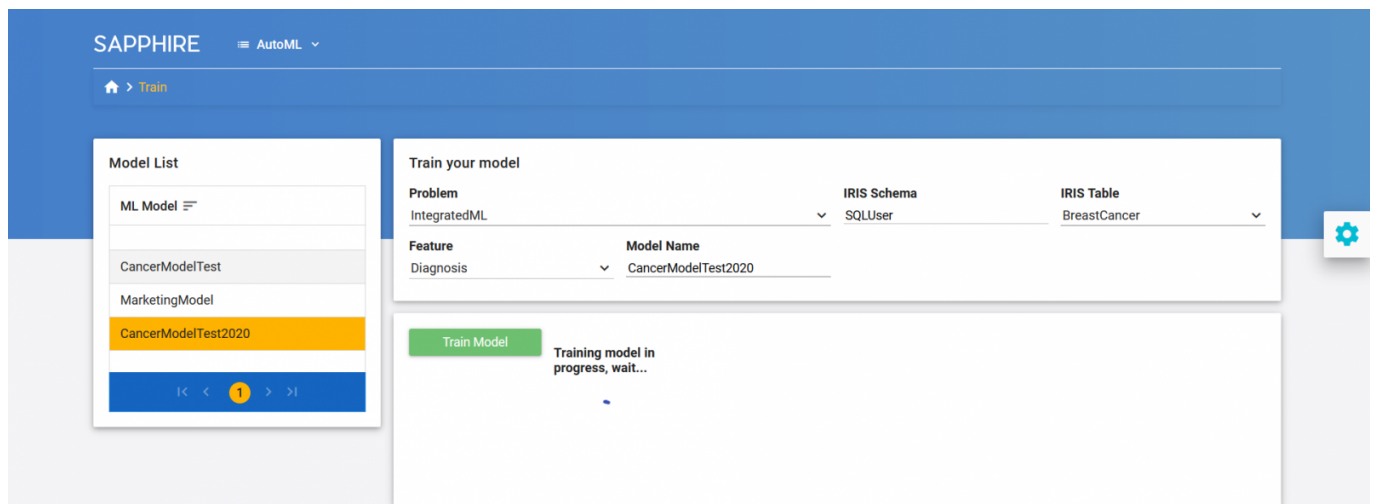 SAPPHIRE AutoML
Train
Model List
ML Model
CancerModelTest
MarketingModel
CancerModelTest2020
1
Train your model
Problem IRIS Schema IRIS Table
IntegratedML SQLUser BreastCancer
Feature Model Name
Diagnosis CancerModelTest2020
Train Model
Training model in
progress, wait...